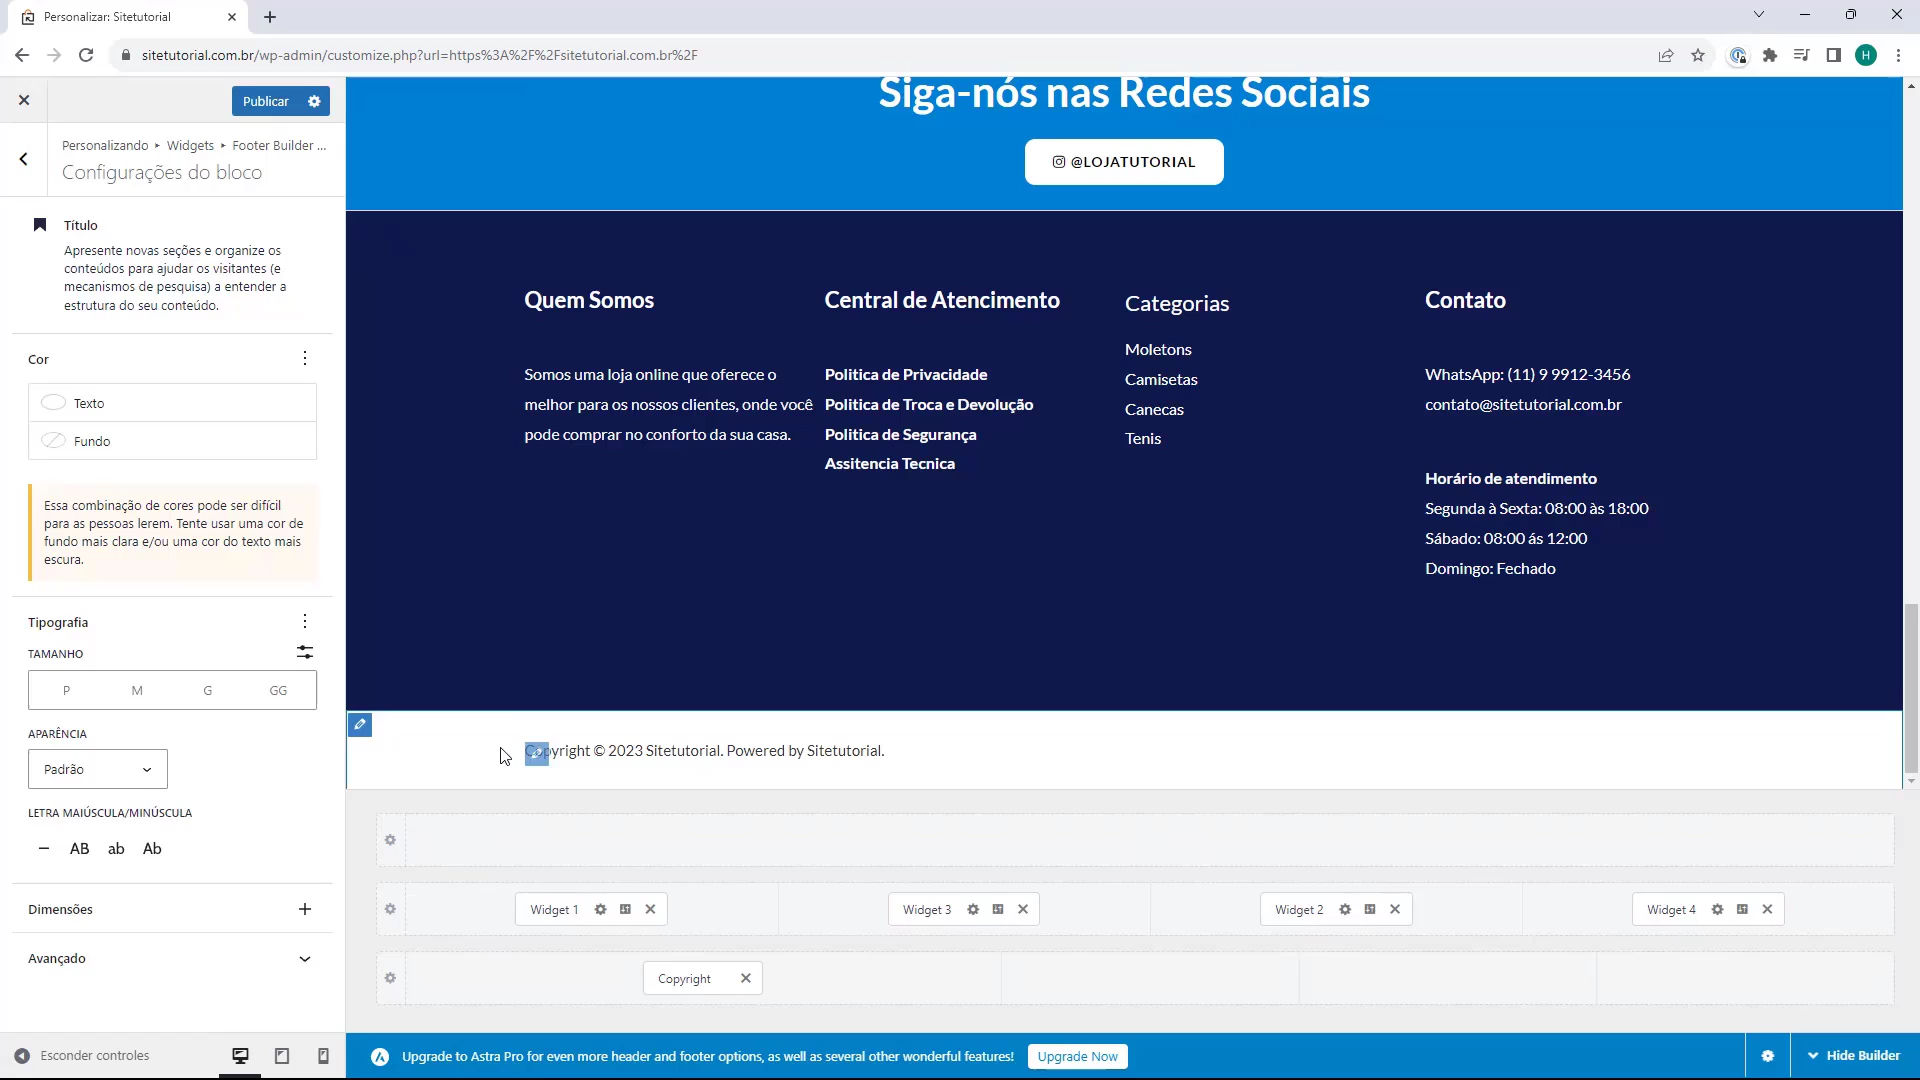 Personalizar: Sitetutorial
sitetutorial.com.br/wp-admin/customize.php?url=https%3A%2F%2Fsitetutorial.com.br%2F
H
Publicar
Personalizando ▸ Widgets ▸ Footer Builder ...
Configurações do bloco
Título
Apresente novas seções e organize os
conteúdos para ajudar os visitantes (e
mecanismos de pesquisa) a entender a
estrutura do seu conteúdo.
Cor
Texto
Fundo
Essa combinação de cores pode ser difícil
para as pessoas lerem. Tente usar uma cor de
fundo mais clara e/ou uma cor do texto mais
escura.
Tipografia
TAMANHO
P M G GG
APARÊNCIA
Padrão
LETRA MAIÚSCULA/MINÚSCULA
— AB ab Ab
Dimensões
Avançado
Esconder controles
Siga-nós nas Redes Sociais
@LOJATUTORIAL
Quem Somos
Somos uma loja online que oferece o
melhor para os nossos clientes, onde você
pode comprar no conforto da sua casa.
Central de Atencimento
Politica de Privacidade
Politica de Troca e Devolução
Politica de Segurança
Assitencia Tecnica
Categorias
Moletons
Camisetas
Canecas
Tenis
Contato
WhatsApp: (11) 9 9912-3456
contato@sitetutorial.com.br
Horário de atendimento
Segunda à Sexta: 08:00 às 18:00
Sábado: 08:00 ás 12:00
Domingo: Fechado
Copyright © 2023 Sitetutorial. Powered by Sitetutorial.
Widget 1
Widget 3
Widget 2
Widget 4
Copyright
Upgrade to Astra Pro for even more header and footer options, as well as several other wonderful features!
Upgrade Now
Hide Builder